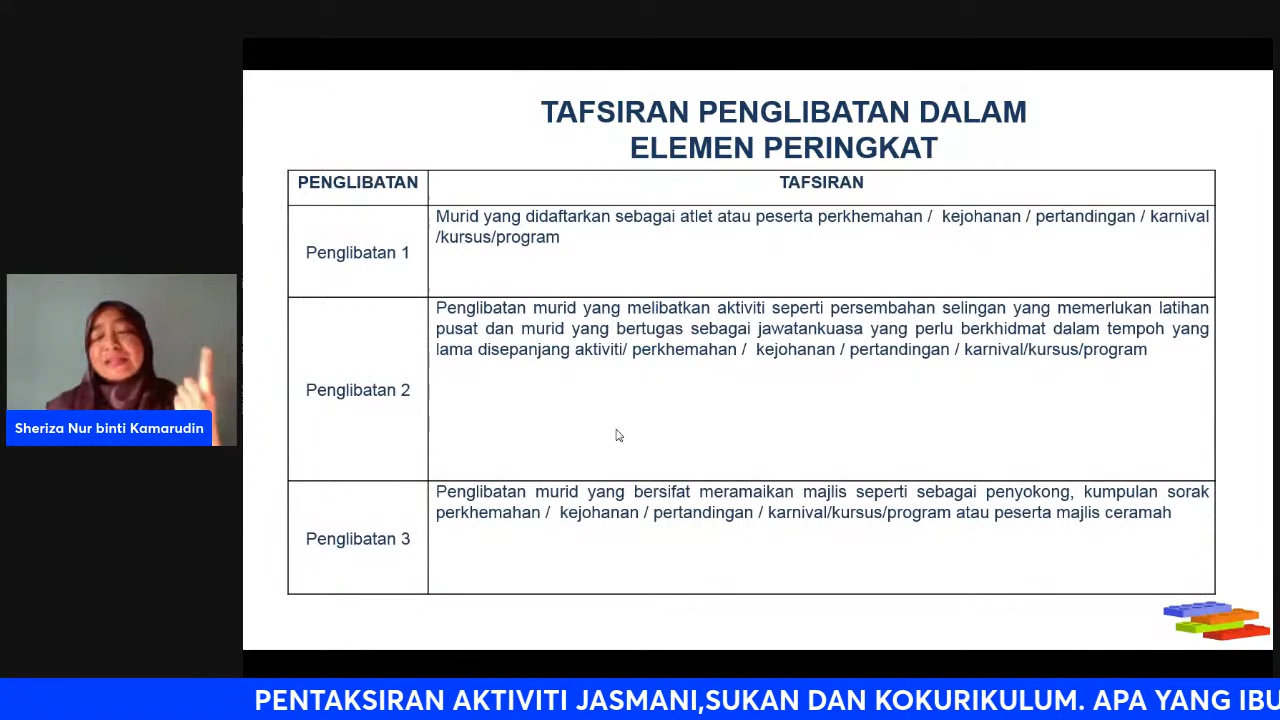 TAFSIRAN PENGLIBATAN DALAM
ELEMEN PERINGKAT
PENGLIBATAN
TAFSIRAN
Penglibatan 1
Murid yang didaftarkan sebagai atlet atau peserta perkhemahan / kejohanan / pertandingan / karnival
/kursus/program
Penglibatan 2
Penglibatan murid yang melibatkan aktiviti seperti persembahan selingan yang memerlukan latihan
pusat dan murid yang bertugas sebagai jawatankuasa yang perlu berkhidmat dalam tempoh yang
lama disepanjang aktiviti/ perkhemahan / kejohanan / pertandingan / karnival/kursus/program
Penglibatan 3
Penglibatan murid yang bersifat meramaikan majlis seperti sebagai penyokong, kumpulan sorak
perkhemahan / kejohanan / pertandingan / karnival/kursus/program atau peserta majlis ceramah
Sheriza Nur binti Kamarudin
PENTAKSIRAN AKTIVITI JASMANI,SUKAN DAN KOKURIKULUM. APA YANG IBU